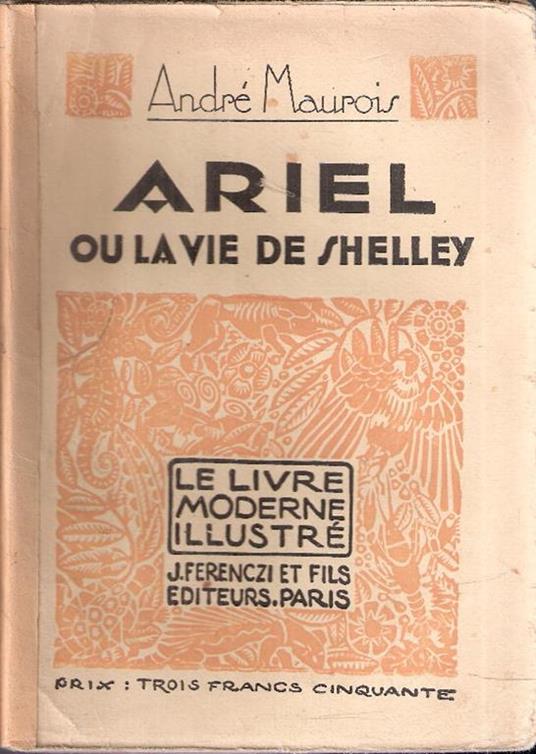 André Maurois
ARIEL
OU LA VIE DE SHELLEY
LE LIVRE
MODERNE
ILLUSTRÉ
J. FERENCZI ET FILS
EDITEURS. PARIS
PRIX : TROIS FRANCS CINQUANTE